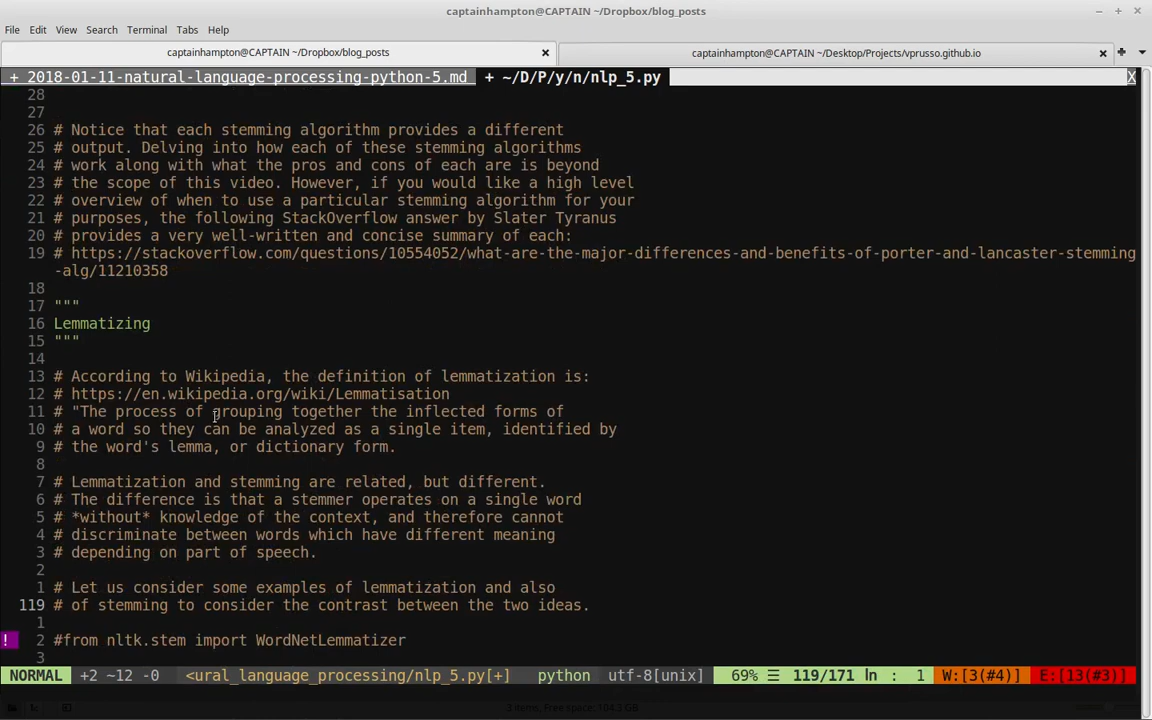 captainhampton@CAPTAIN ~/Dropbox/blog_posts
File Edit View Search Terminal Tabs Help
captainhampton@CAPTAIN ~/Dropbox/blog_posts captainhampton@CAPTAIN ~/Desktop/Projects/vprusso.github.io
+ 2018-01-11-natural-language-processing-python-5.md + ~/D/P/y/n/nlp_5.py X
28
27
26 # Notice that each stemming algorithm provides a different
25 # output. Delving into how each of these stemming algorithms
24 # work along with what the pros and cons of each are is beyond
23 # the scope of this video. However, if you would like a high level
22 # overview of when to use a particular stemming algorithm for your
21 # purposes, the following StackOverflow answer by Slater Tyranus
20 # provides a very well-written and concise summary of each:
19 # https://stackoverflow.com/questions/10554052/what-are-the-major-differences-and-benefits-of-porter-and-lancaster-stemming
-alg/11210358
18
17 """
16 Lemmatizing
15 """
14
13 # According to Wikipedia, the definition of lemmatization is:
12 # https://en.wikipedia.org/wiki/Lemmatisation
11 # "The process of grouping together the inflected forms of
10 # a word so they can be analyzed as a single item, identified by
9 # the word's lemma, or dictionary form.
8
7 # Lemmatization and stemming are related, but different.
6 # The difference is that a stemmer operates on a single word
5 # *without* knowledge of the context, and therefore cannot
4 # discriminate between words which have different meaning
3 # depending on part of speech.
2
1 # Let us consider some examples of lemmatization and also
119 # of stemming to consider the contrast between the two ideas.
1
! 2 #from nltk.stem import WordNetLemmatizer
3
NORMAL +2 ~12 -0 <ural_language_processing/nlp_5.py[+] python utf-8[unix] 69% ☰ 119/171 ln : 1 W:[3(#4)] E:[13(#3)]
3 items, Free space: 104.3 GB